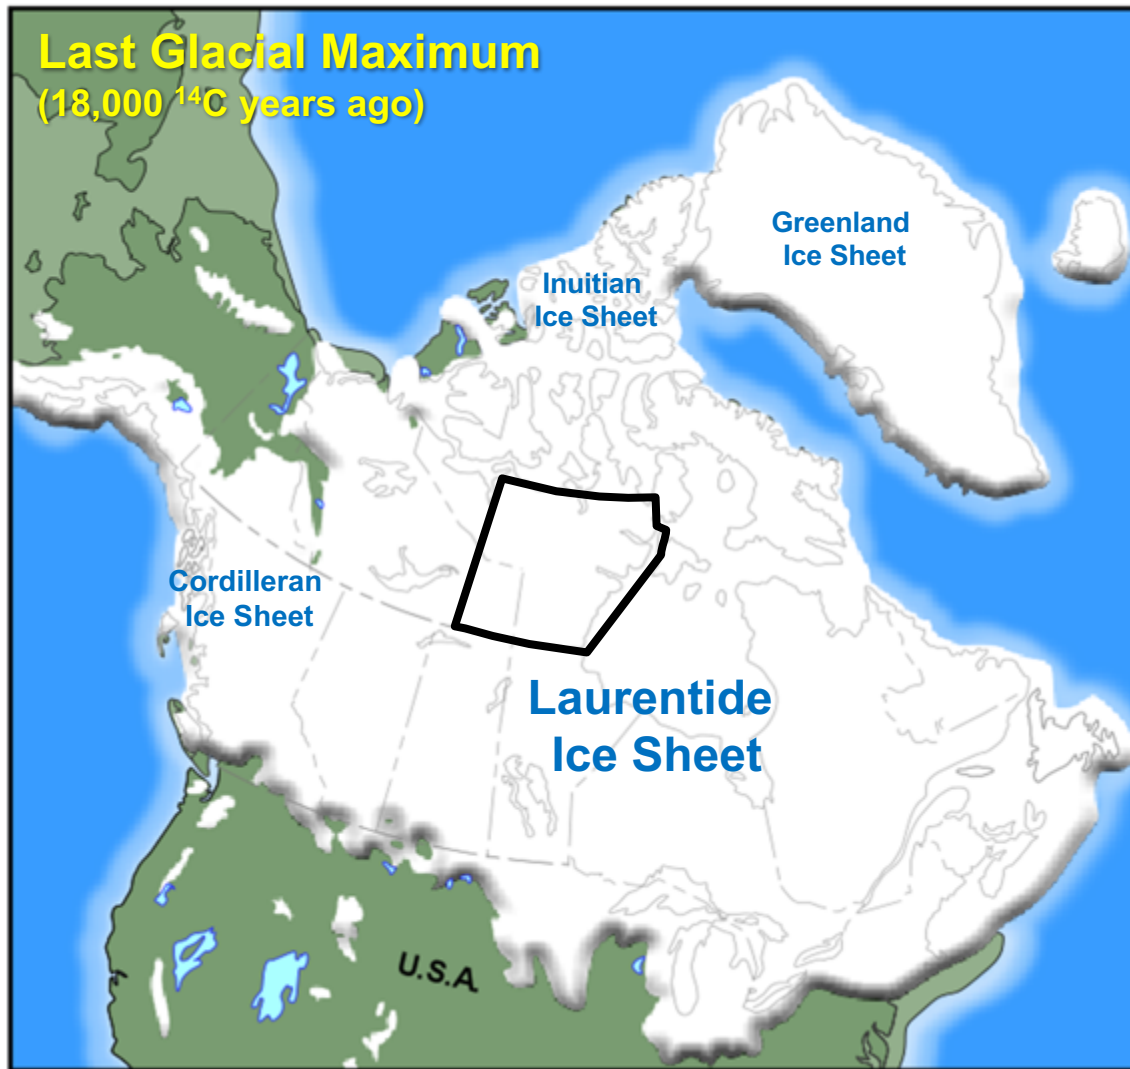 Last Glacial Maximum
(18,000 ¹⁴C years ago)
Greenland
Ice Sheet
Inuitian
Ice Sheet
Cordilleran
Ice Sheet
Laurentide
Ice Sheet
U.S.A.